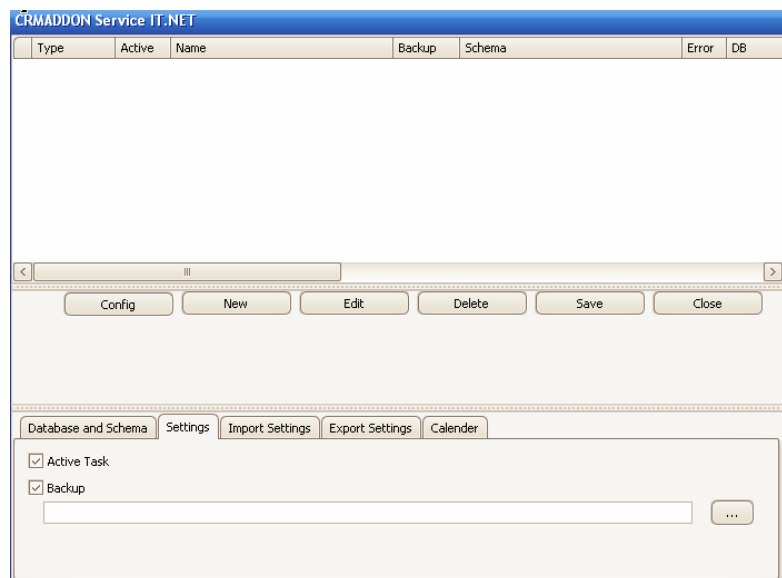 CRMADDON Service IT.NET
Type Active Name Backup Schema Error DB
Config New Edit Delete Save Close
Database and Schema Settings Import Settings Export Settings Calender
Active Task
Backup
...